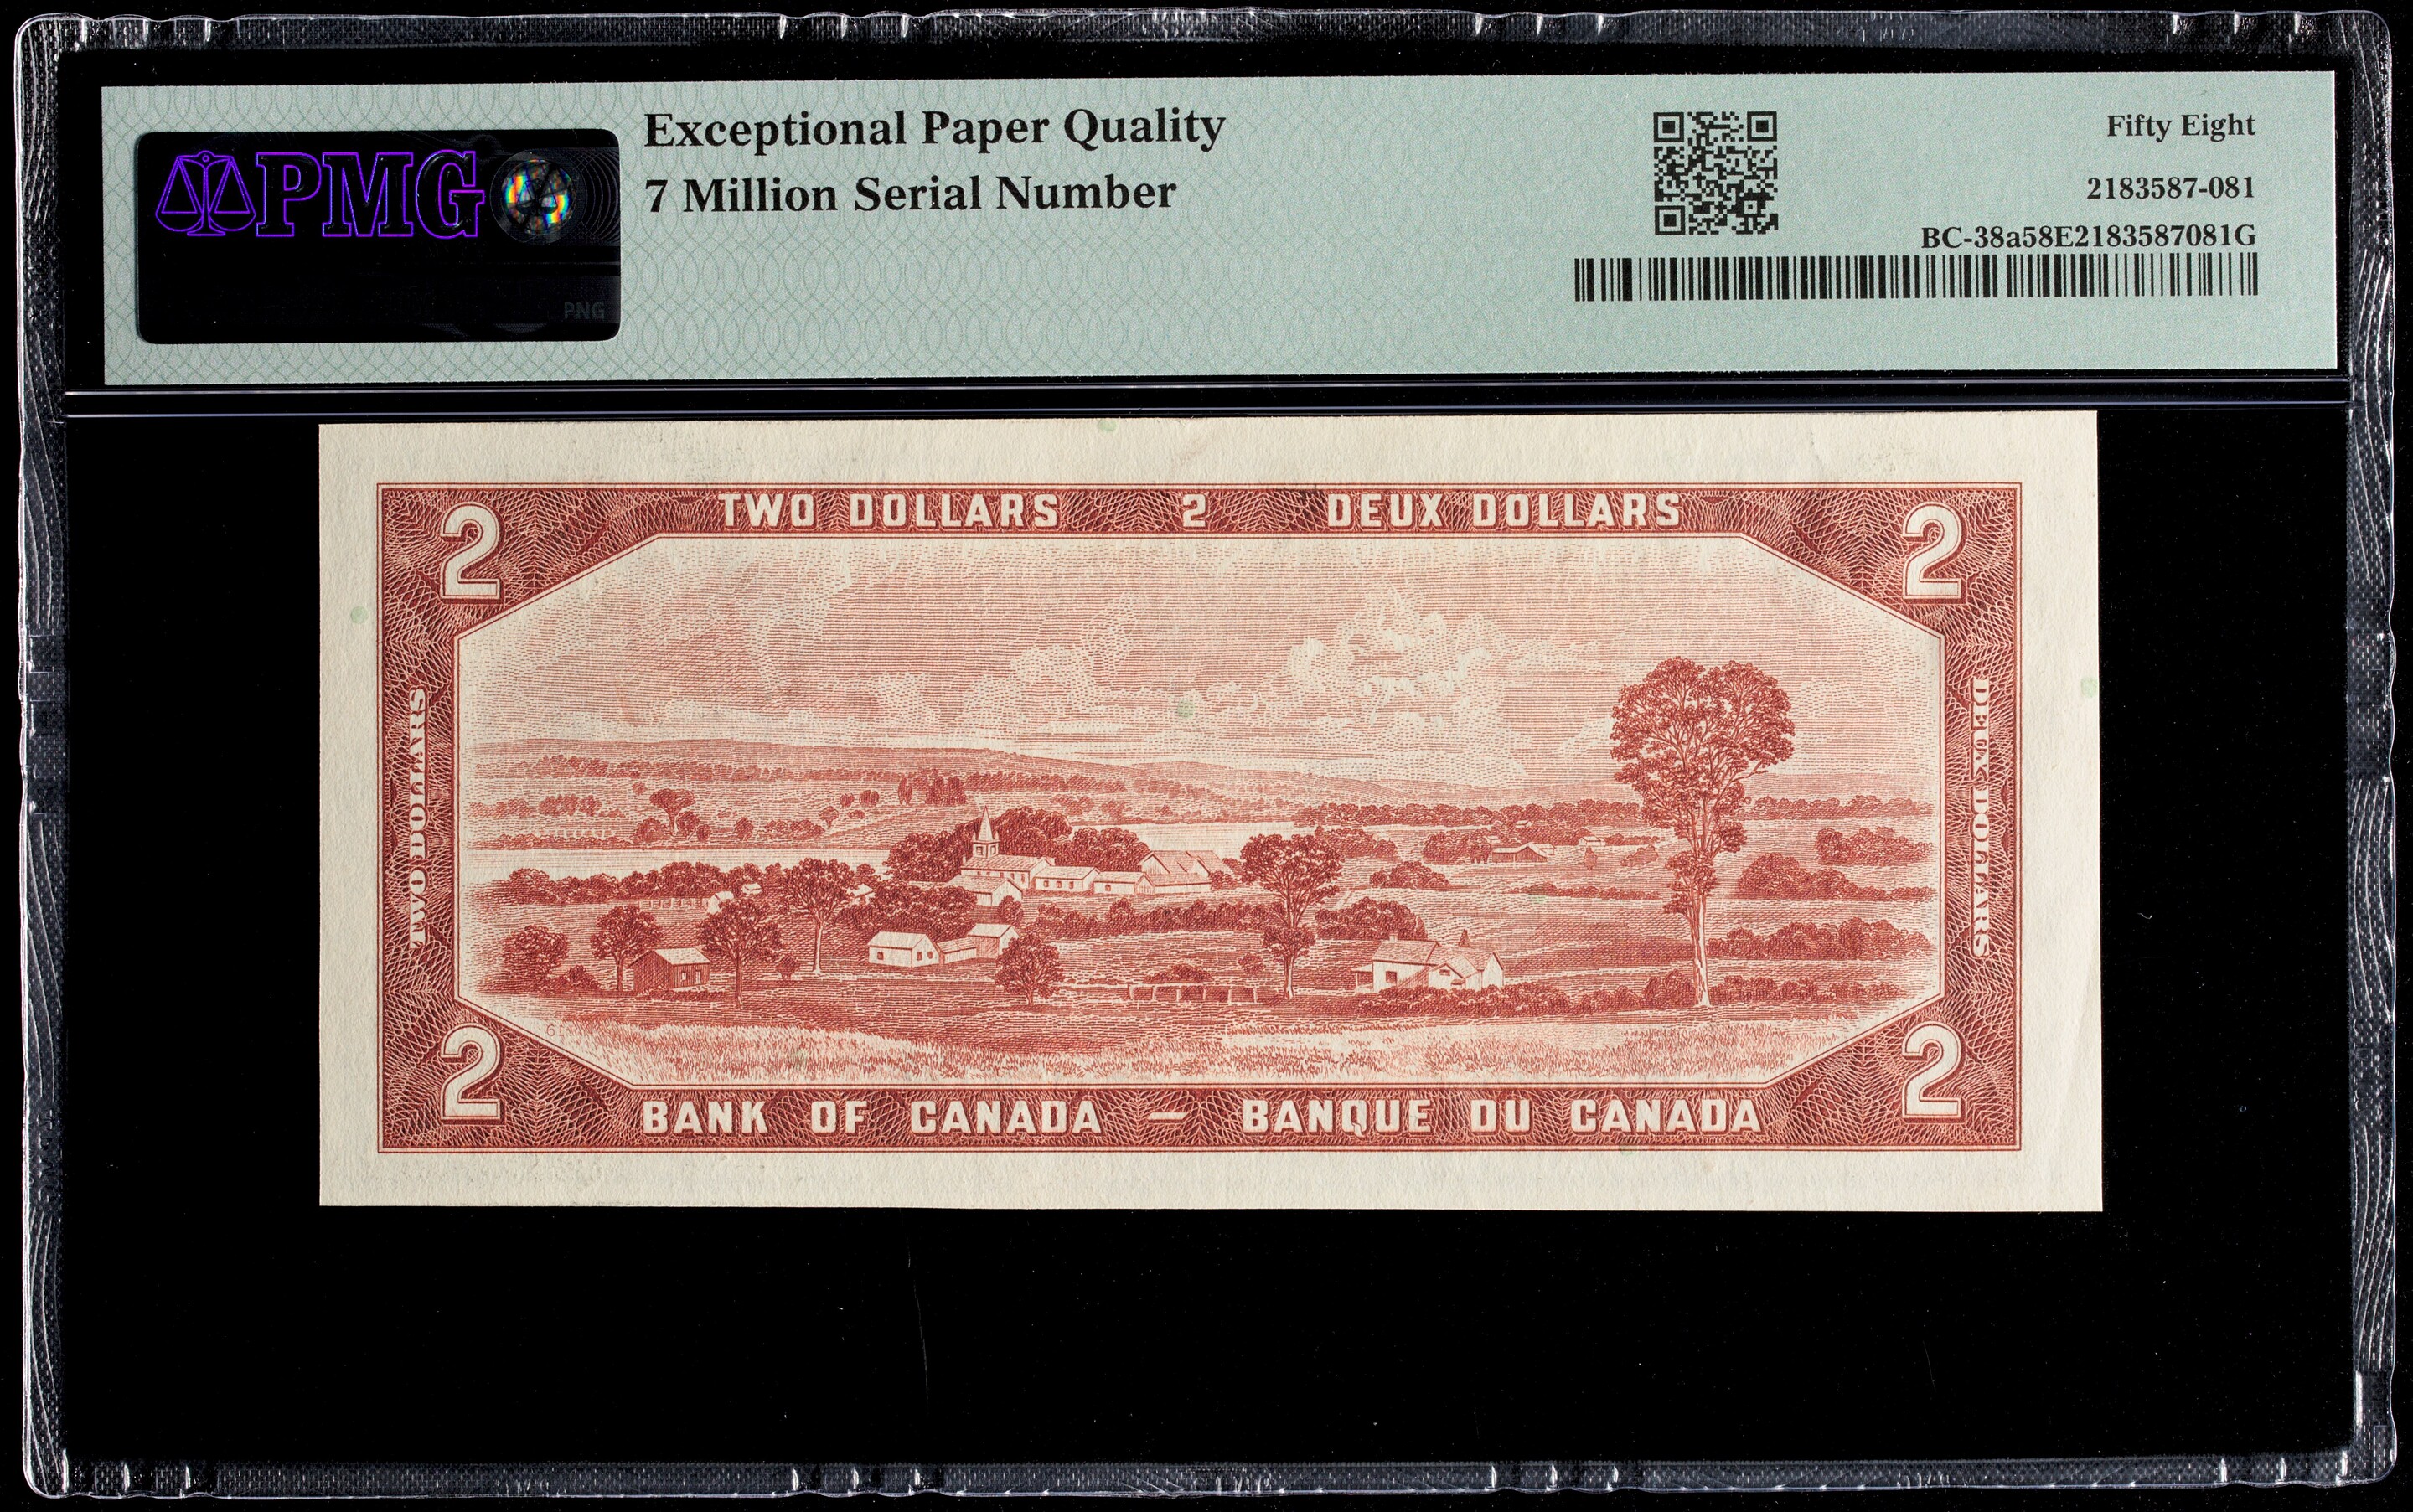 PMG
PNG
Exceptional Paper Quality
7 Million Serial Number
Fifty Eight
2183587-081
BC-38a58E2183587081G
TWO DOLLARS 2 DEUX DOLLARS
2
2
TWO DOLLARS
DEUX DOLLARS
61
2
2
BANK OF CANADA – BANQUE DU CANADA